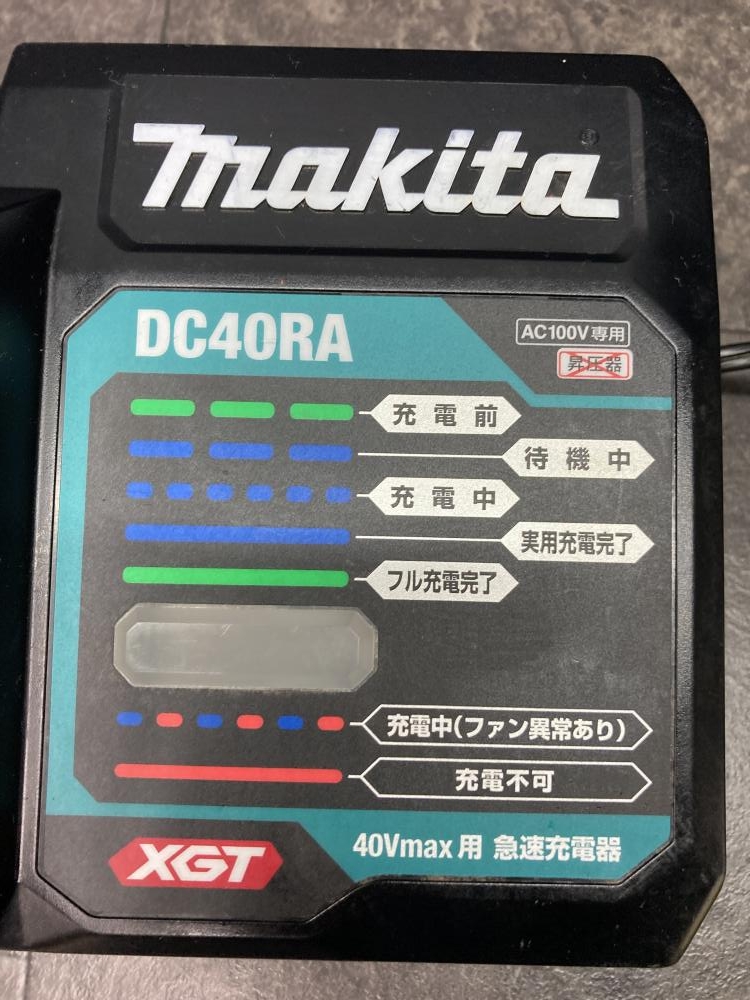 makita®
DC40RA
AC100V専用
昇圧器
充電前
待機中
充電中
実用充電完了
フル充電完了
充電中(ファン異常あり)
充電不可
XGT
40Vmax用 急速充電器